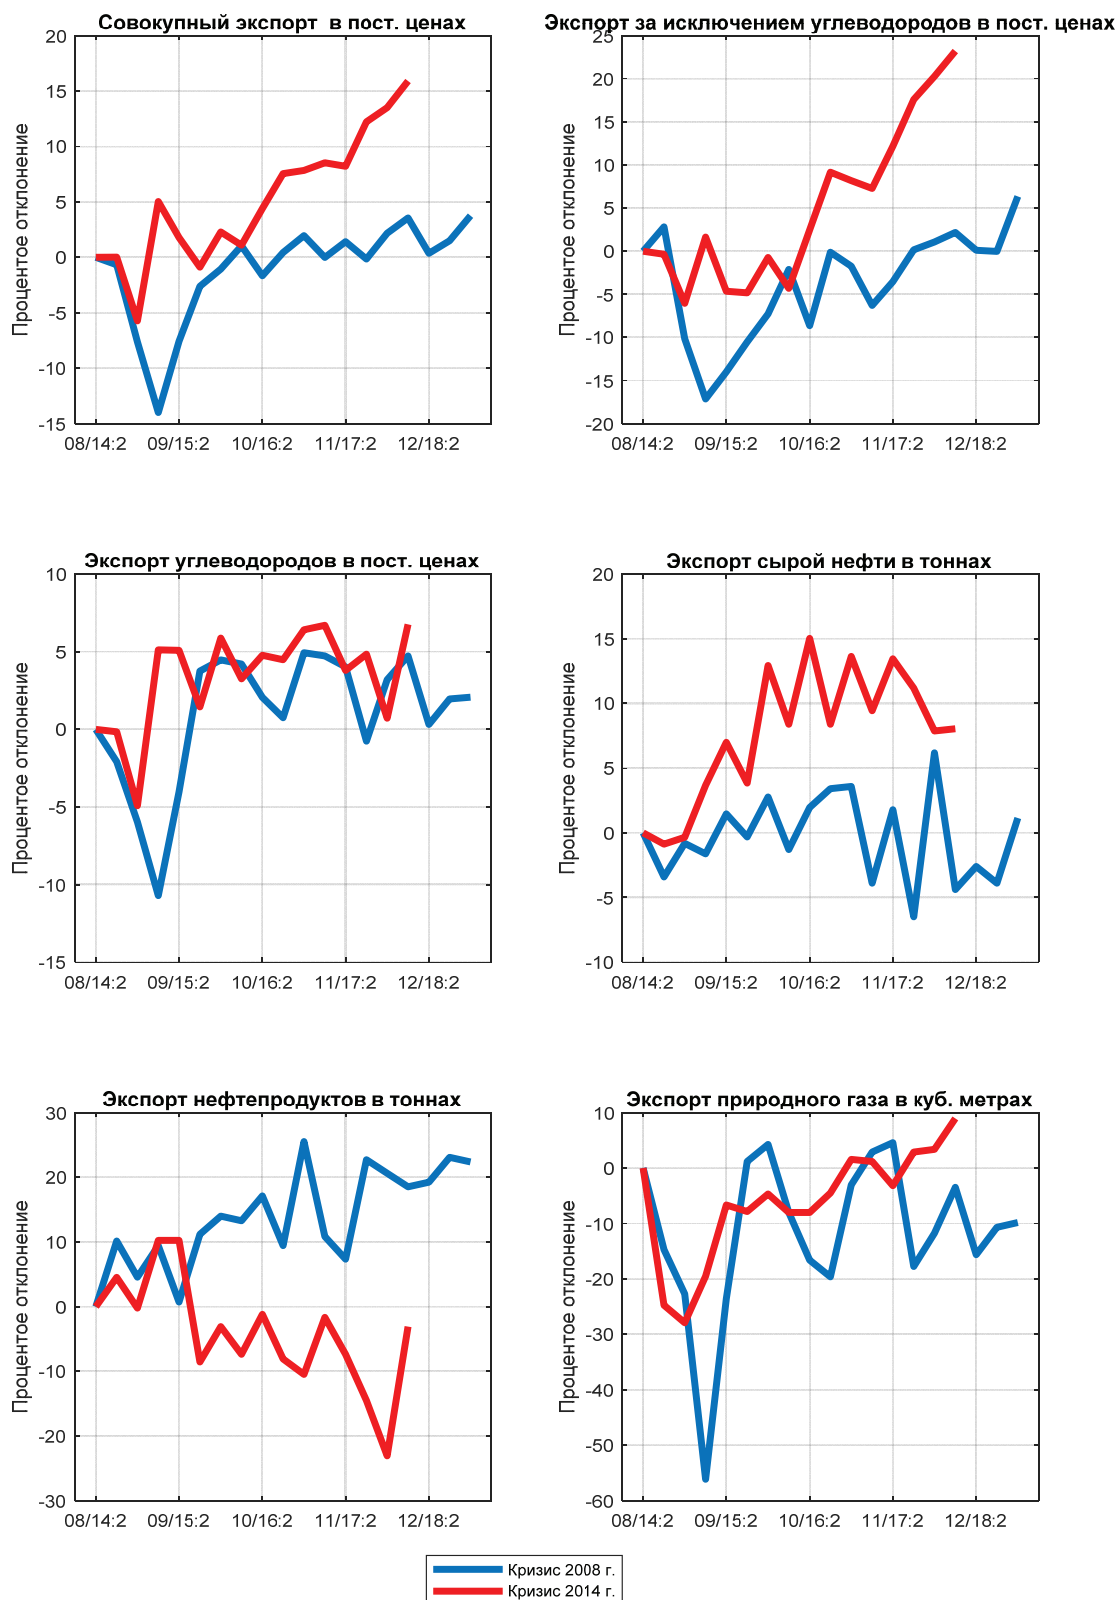 Совокупный экспорт в пост. ценах
Процентое отклонение
20
15
10
5
0
-5
-10
-15
08/14:2 09/15:2 10/16:2 11/17:2 12/18:2
Экспорт за исключением углеводородов в пост. ценах
Процентое отклонение
25
20
15
10
5
0
-5
-10
-15
-20
08/14:2 09/15:2 10/16:2 11/17:2 12/18:2
Экспорт углеводородов в пост. ценах
Процентое отклонение
10
5
0
-5
-10
-15
08/14:2 09/15:2 10/16:2 11/17:2 12/18:2
Экспорт сырой нефти в тоннах
Процентое отклонение
20
15
10
5
0
-5
-10
08/14:2 09/15:2 10/16:2 11/17:2 12/18:2
Экспорт нефтепродуктов в тоннах
Процентое отклонение
30
20
10
0
-10
-20
-30
08/14:2 09/15:2 10/16:2 11/17:2 12/18:2
Экспорт природного газа в куб. метрах
Процентое отклонение
10
0
-10
-20
-30
-40
-50
-60
08/14:2 09/15:2 10/16:2 11/17:2 12/18:2
Кризис 2008 г.
Кризис 2014 г.